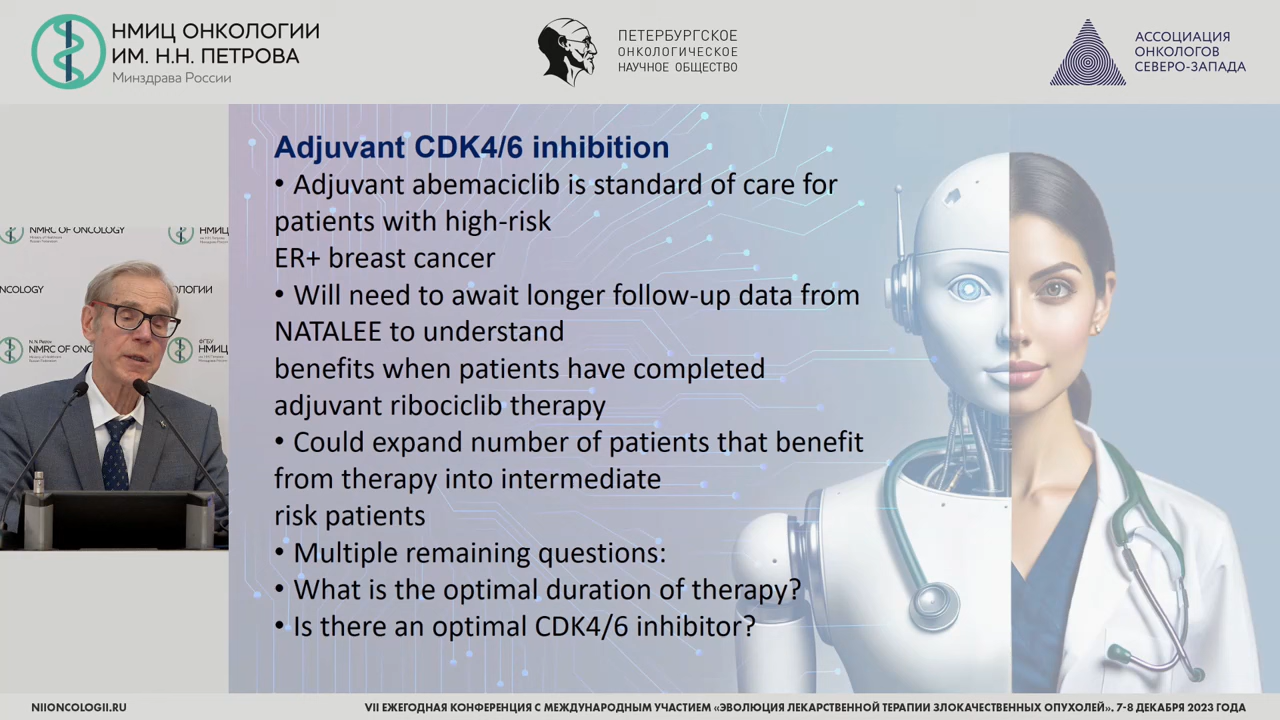 НМИЦ ОНКОЛОГИИ
ИМ. Н.Н. ПЕТРОВА
Минздрава России
ПЕТЕРБУРГСКОЕ
ОНКОЛОГИЧЕСКОЕ
НАУЧНОЕ ОБЩЕСТВО
АССОЦИАЦИЯ
ОНКОЛОГОВ
СЕВЕРО-ЗАПАДА
Adjuvant CDK4/6 inhibition
• Adjuvant abemaciclib is standard of care for
patients with high-risk
ER+ breast cancer
• Will need to await longer follow-up data from
NATALEE to understand
benefits when patients have completed
adjuvant ribociclib therapy
• Could expand number of patients that benefit
from therapy into intermediate
risk patients
• Multiple remaining questions:
• What is the optimal duration of therapy?
• Is there an optimal CDK4/6 inhibitor?
NMRC OF ONCOLOGY
НМИЦ
NCOLOGY
ЛОГИИ
NMRC OF ONC
НМИЦ
NIIONCOLOGII.RU
VII ЕЖЕГОДНАЯ КОНФЕРЕНЦИЯ С МЕЖДУНАРОДНЫМ УЧАСТИЕМ «ЭВОЛЮЦИЯ ЛЕКАРСТВЕННОЙ ТЕРАПИИ ЗЛОКАЧЕСТВЕННЫХ ОПУХОЛЕЙ». 7-8 ДЕКАБРЯ 2023 ГОДА